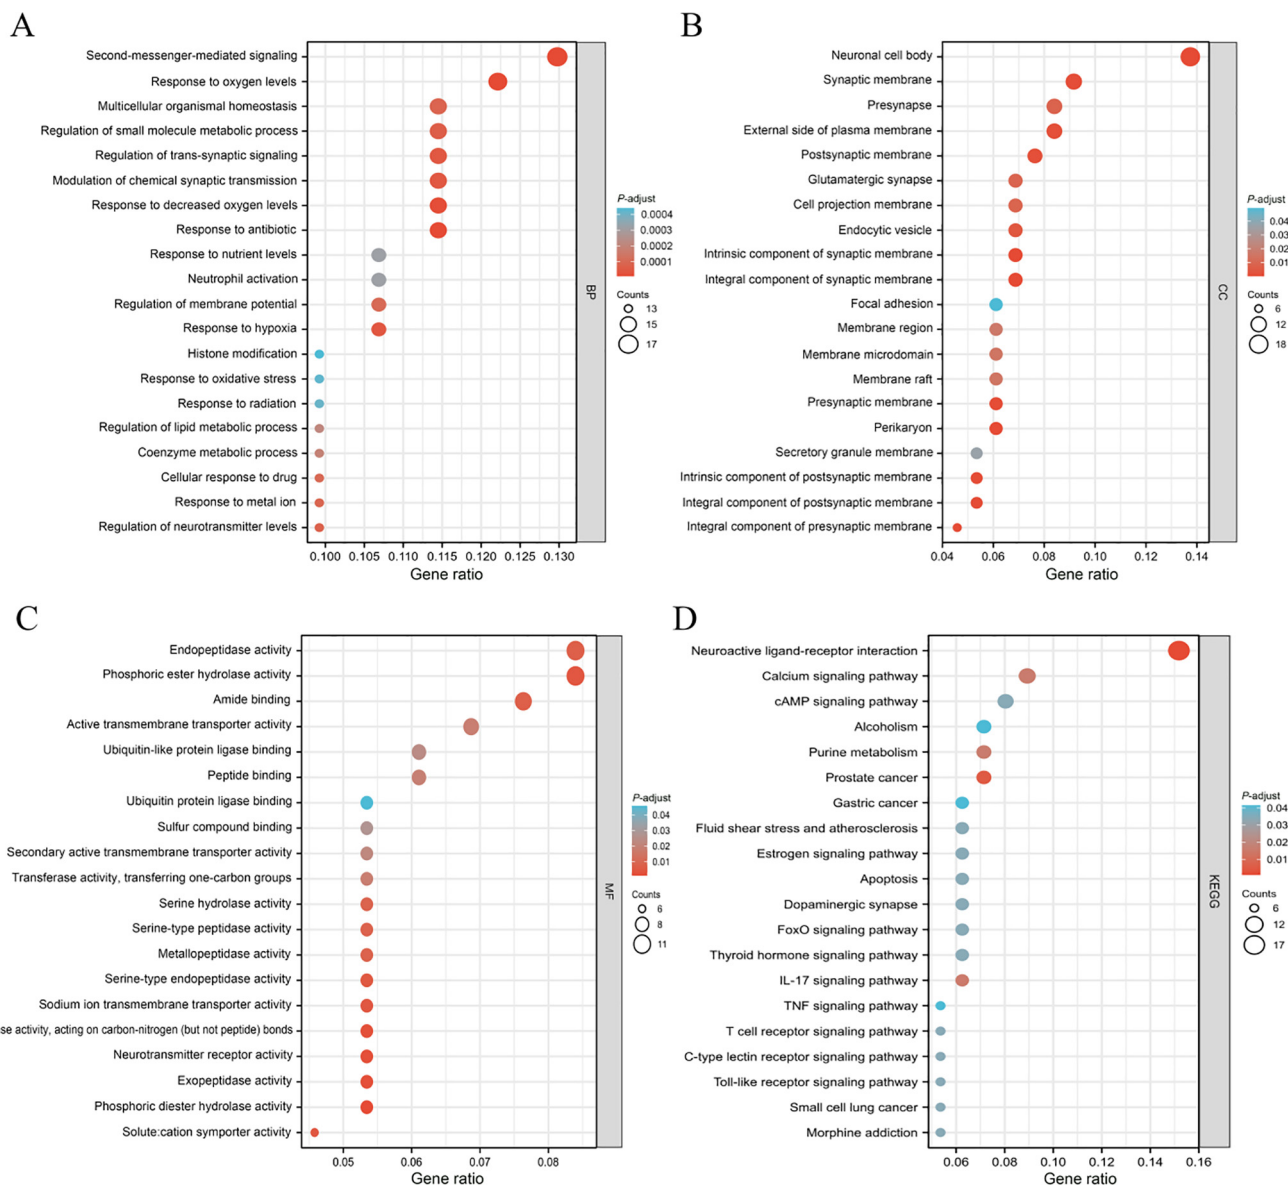 A
Second-messenger-mediated signaling
Response to oxygen levels
Multicellular organismal homeostasis
Regulation of small molecule metabolic process
Regulation of trans-synaptic signaling
Modulation of chemical synaptic transmission
Response to decreased oxygen levels
Response to antibiotic
Response to nutrient levels
Neutrophil activation
Regulation of membrane potential
Response to hypoxia
Histone modification
Response to oxidative stress
Response to radiation
Regulation of lipid metabolic process
Coenzyme metabolic process
Cellular response to drug
Response to metal ion
Regulation of neurotransmitter levels
0.100 0.105 0.110 0.115 0.120 0.125 0.130
Gene ratio
BP
P-adjust
0.0004
0.0003
0.0002
0.0001
Counts
13
15
17
B
Neuronal cell body
Synaptic membrane
Presynapse
External side of plasma membrane
Postsynaptic membrane
Glutamatergic synapse
Cell projection membrane
Endocytic vesicle
Intrinsic component of synaptic membrane
Integral component of synaptic membrane
Focal adhesion
Membrane region
Membrane microdomain
Membrane raft
Presynaptic membrane
Perikaryon
Secretory granule membrane
Intrinsic component of postsynaptic membrane
Integral component of postsynaptic membrane
Integral component of presynaptic membrane
0.04 0.06 0.08 0.10 0.12 0.14
Gene ratio
CC
P-adjust
0.04
0.03
0.02
0.01
Counts
6
12
18
C
Endopeptidase activity
Phosphoric ester hydrolase activity
Amide binding
Active transmembrane transporter activity
Ubiquitin-like protein ligase binding
Peptide binding
Ubiquitin protein ligase binding
Sulfur compound binding
Secondary active transmembrane transporter activity
Transferase activity, transferring one-carbon groups
Serine hydrolase activity
Serine-type peptidase activity
Metallopeptidase activity
Serine-type endopeptidase activity
Sodium ion transmembrane transporter activity
se activity, acting on carbon-nitrogen (but not peptide) bonds
Neurotransmitter receptor activity
Exopeptidase activity
Phosphoric diester hydrolase activity
Solute:cation symporter activity
0.05 0.06 0.07 0.08
Gene ratio
MF
P-adjust
0.04
0.03
0.02
0.01
Counts
6
8
11
D
Neuroactive ligand-receptor interaction
Calcium signaling pathway
cAMP signaling pathway
Alcoholism
Purine metabolism
Prostate cancer
Gastric cancer
Fluid shear stress and atherosclerosis
Estrogen signaling pathway
Apoptosis
Dopaminergic synapse
FoxO signaling pathway
Thyroid hormone signaling pathway
IL-17 signaling pathway
TNF signaling pathway
T cell receptor signaling pathway
C-type lectin receptor signaling pathway
Toll-like receptor signaling pathway
Small cell lung cancer
Morphine addiction
0.06 0.08 0.10 0.12 0.14 0.16
Gene ratio
KEGG
P-adjust
0.04
0.03
0.02
0.01
Counts
6
12
17